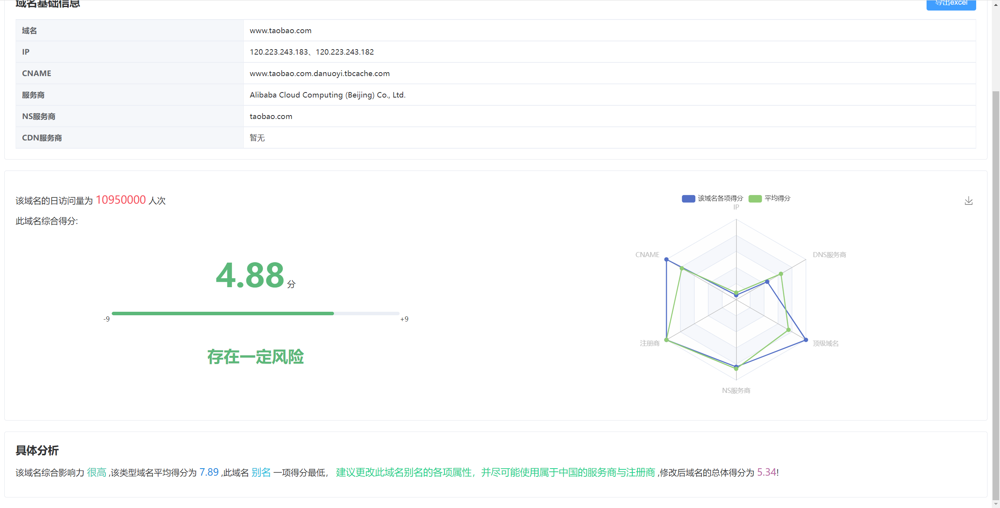 域名基础信息
导出excel
域名 www.taobao.com
IP 120.223.243.183、120.223.243.182
CNAME www.taobao.com.danuoyi.tbcache.com
服务商 Alibaba Cloud Computing (Beijing) Co., Ltd.
NS服务商 taobao.com
CDN服务商 暂无
该域名的日访问量为 10950000 人次
此域名综合得分:
4.88 分
-9 +9
存在一定风险
该域名各项得分 平均得分
IP
CNAME DNS服务商
注册商 顶级域名
NS服务商
具体分析
该域名综合影响力 很高 ,该类型域名平均得分为 7.89 ,此域名 别名 一项得分最低， 建议更改此域名别名的各项属性，并尽可能使用属于中国的服务商与注册商 ,修改后域名的总体得分为 5.34!